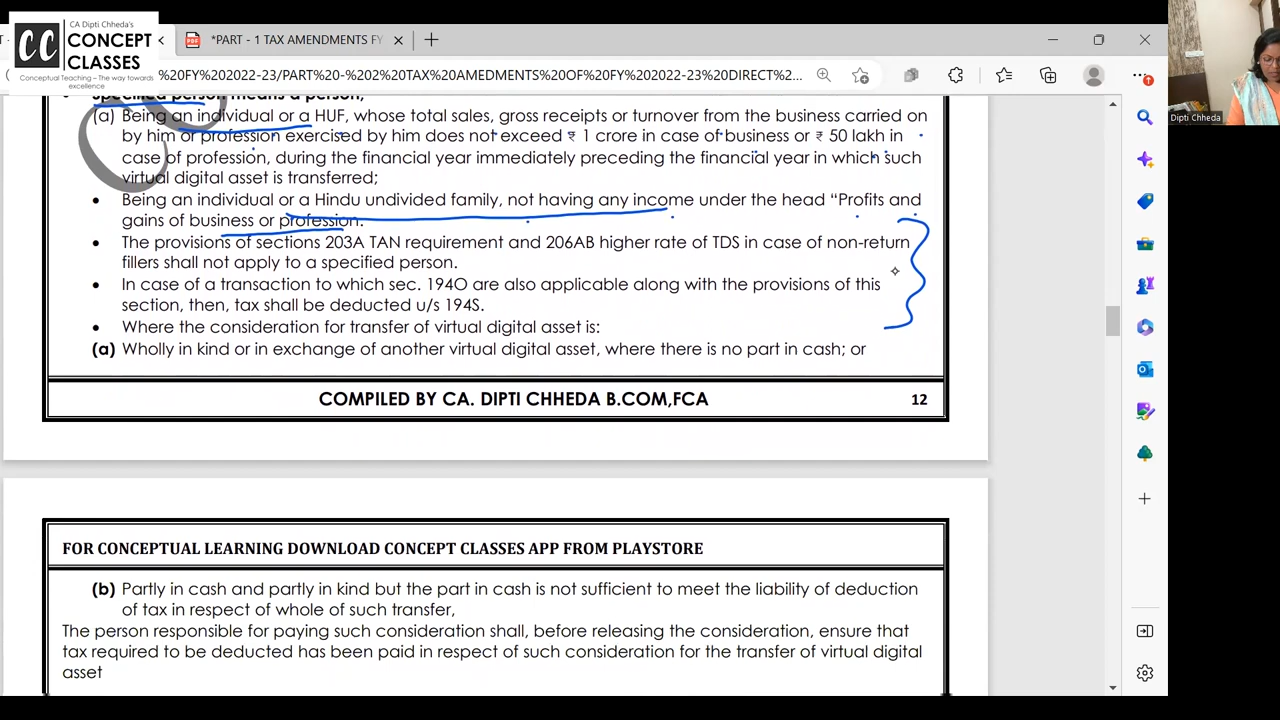 CA Dipti Chheda's
CONCEPT
CLASSES
Conceptual Teaching – The way towards
excellence
CC
*PART - 1 TAX AMENDMENTS FY
%20FY%202022-23/PART%20-%202%20TAX%20AMEDMENTS%20OF%20FY%202022-23%20DIRECT%2...
• Specified person means a person,
(a) Being an individual or a HUF, whose total sales, gross receipts or turnover from the business carried on
by him or profession exercised by him does not exceed ₹ 1 crore in case of business or ₹ 50 lakh in
case of profession, during the financial year immediately preceding the financial year in which such
virtual digital asset is transferred;
• Being an individual or a Hindu undivided family, not having any income under the head “Profits and
gains of business or profession.
• The provisions of sections 203A TAN requirement and 206AB higher rate of TDS in case of non-return
fillers shall not apply to a specified person.
• In case of a transaction to which sec. 194O are also applicable along with the provisions of this
section, then, tax shall be deducted u/s 194S.
• Where the consideration for transfer of virtual digital asset is:
(a) Wholly in kind or in exchange of another virtual digital asset, where there is no part in cash; or
COMPILED BY CA. DIPTI CHHEDA B.COM,FCA 12
FOR CONCEPTUAL LEARNING DOWNLOAD CONCEPT CLASSES APP FROM PLAYSTORE
(b) Partly in cash and partly in kind but the part in cash is not sufficient to meet the liability of deduction
of tax in respect of whole of such transfer,
The person responsible for paying such consideration shall, before releasing the consideration, ensure that
tax required to be deducted has been paid in respect of such consideration for the transfer of virtual digital
asset
Dipti Chheda